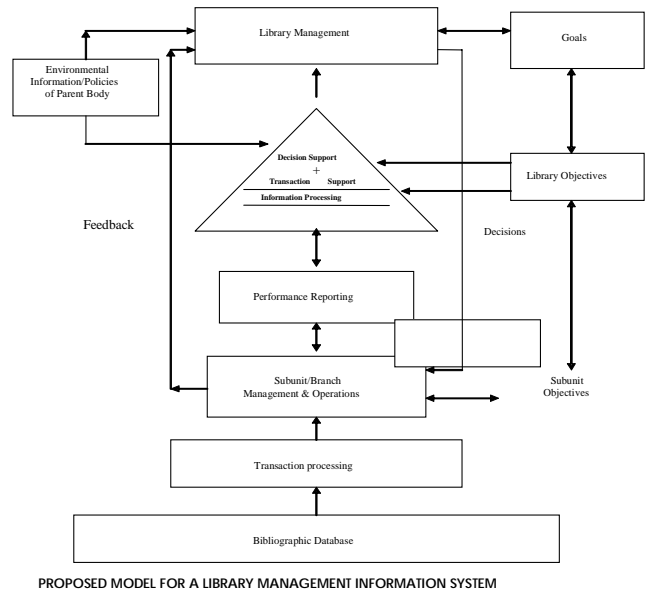 Library Management
Goals
Environmental
Information/Policies
of Parent Body
Decision Support
+
Transaction Support
Information Processing
Library Objectives
Feedback
Decisions
Performance Reporting
Subunit/Branch
Management & Operations
Subunit
Objectives
Transaction processing
Bibliographic Database
PROPOSED MODEL FOR A LIBRARY MANAGEMENT INFORMATION SYSTEM